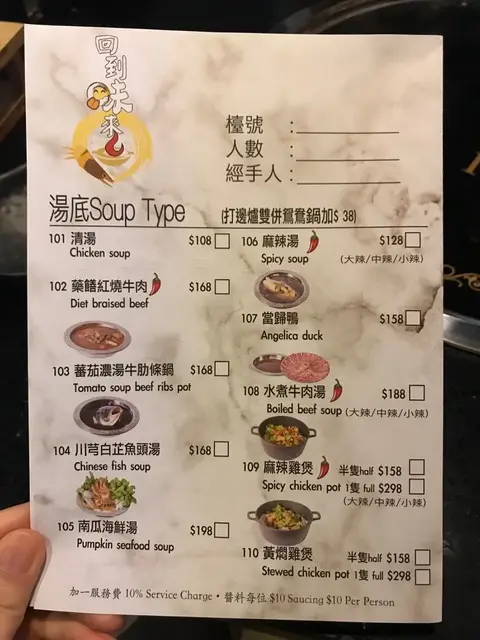 回到未來
檯號 :
人數 :
經手人 :
湯底Soup Type (打邊爐雙併鴛鴦鍋加$ 38)
101 清湯 $108
Chicken soup
102 藥膳紅燒牛肉 $168
Diet braised beef
103 蕃茄濃湯牛肋條鍋 $168
Tomato soup beef ribs pot
104 川芎白芷魚頭湯 $168
Chinese fish soup
105 南瓜海鮮湯 $198
Pumpkin seafood soup
106 麻辣湯 $128
Spicy soup (大辣/中辣/小辣)
107 當歸鴨 $158
Angelica duck
108 水煮牛肉湯 $188
Boiled beef soup (大辣/中辣/小辣)
109 麻辣雞煲 半隻half $158
Spicy chicken pot 1隻 full $298
(大辣/中辣/小辣)
110 黃燜雞煲 半隻half $158
Stewed chicken pot 1隻 full $298
加一服務費 10% Service Charge • 醬料每位 $10 Saucing $10 Per Person